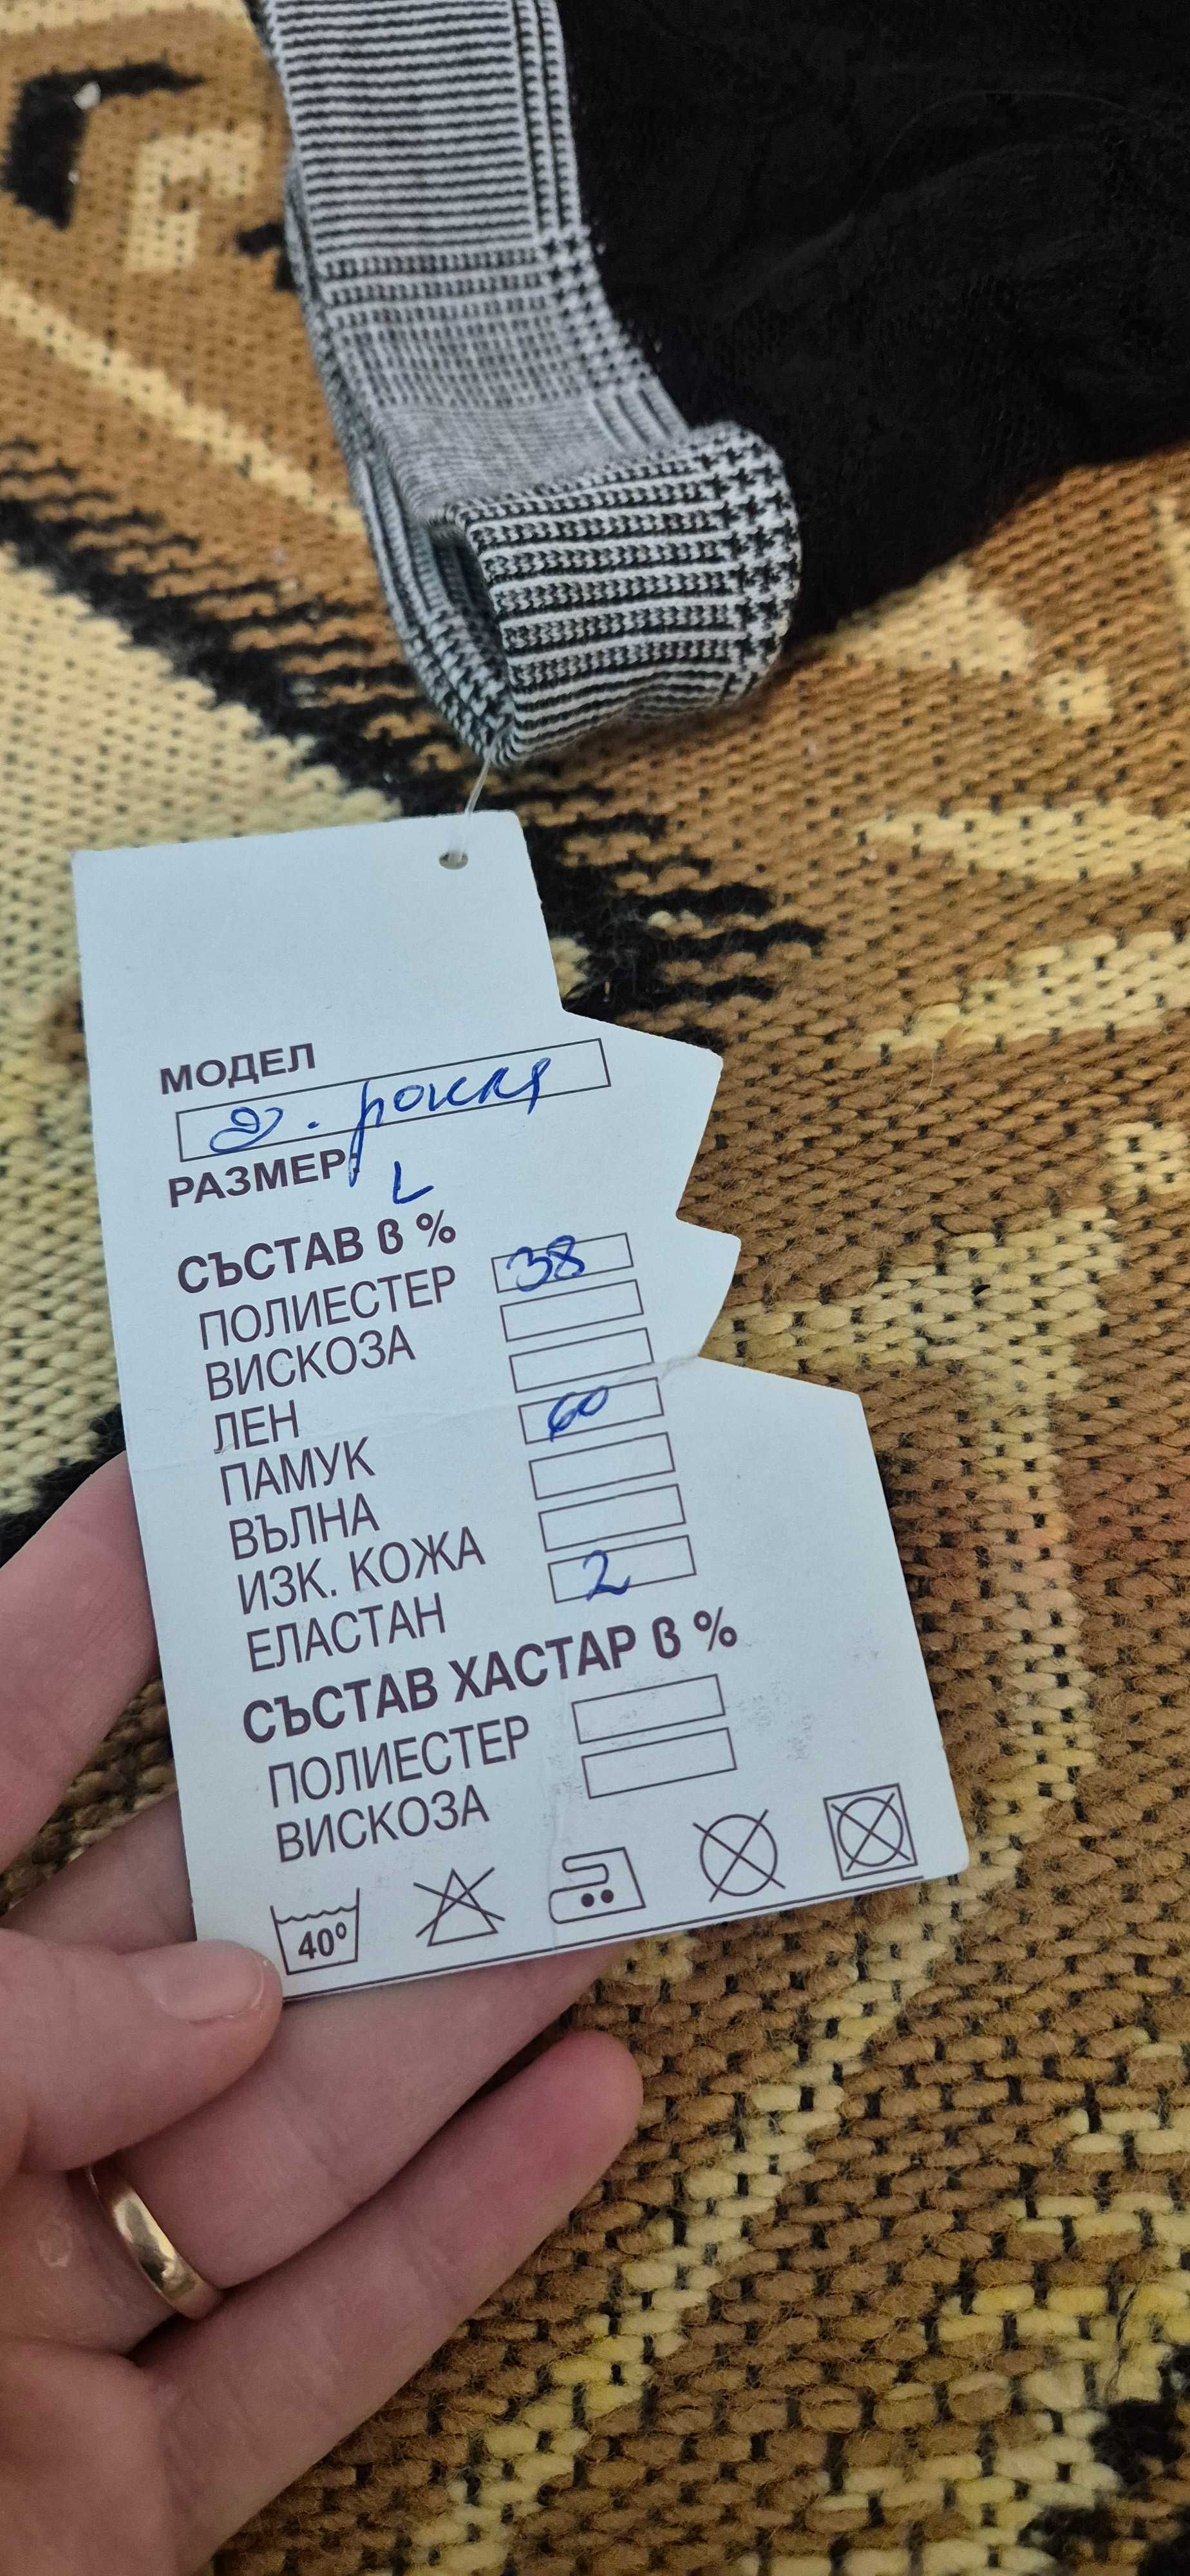 МОДЕЛ
д. рокля
РАЗМЕР: L
СЪСТАВ в %
ПОЛИЕСТЕР 38
ВИСКОЗА
ЛЕН
ПАМУК 60
ВЪЛНА
ИЗК. КОЖА
ЕЛАСТАН 2
СЪСТАВ ХАСТАР в %
ПОЛИЕСТЕР
ВИСКОЗА
40°